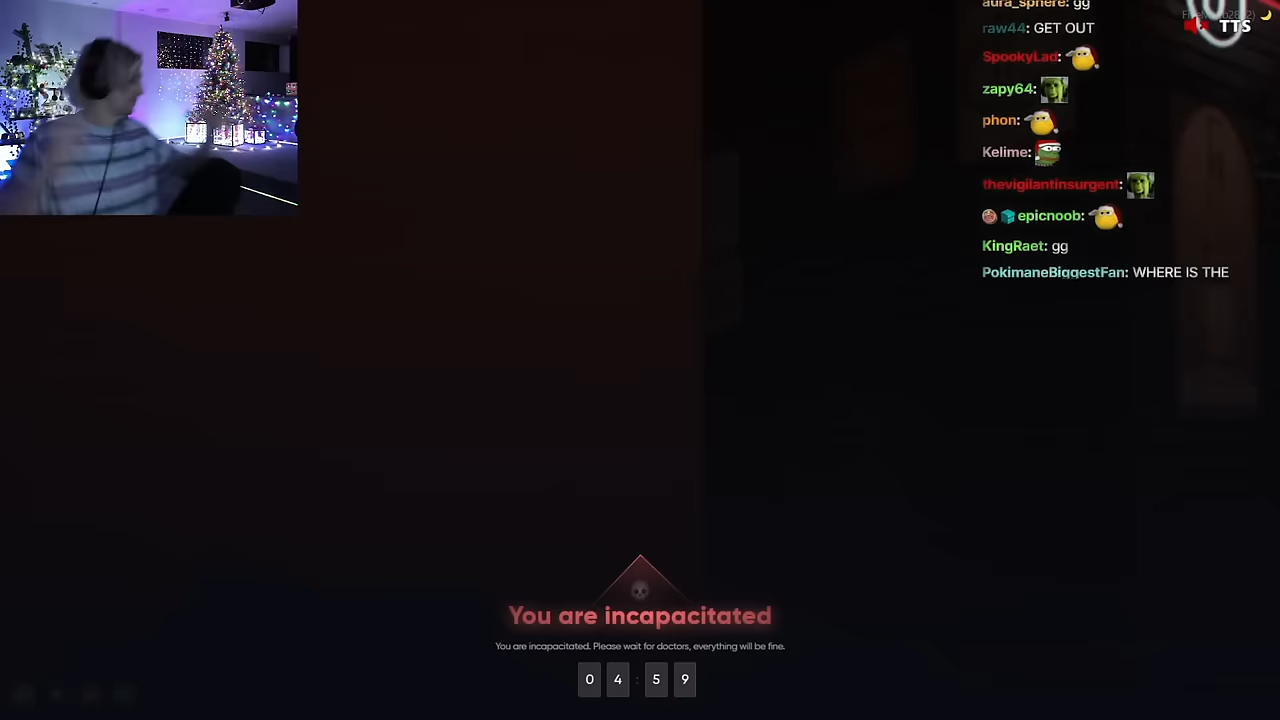 aura_sphere: gg
TTS
raw44: GET OUT
SpookyLad:
zapy64:
phon:
Kelime:
thevigilantinsurgent:
epicnoob:
KingRaet: gg
PokimaneBiggestFan: WHERE IS THE
You are incapacitated
You are incapacitated. Please wait for doctors, everything will be fine.
0 4 : 5 9